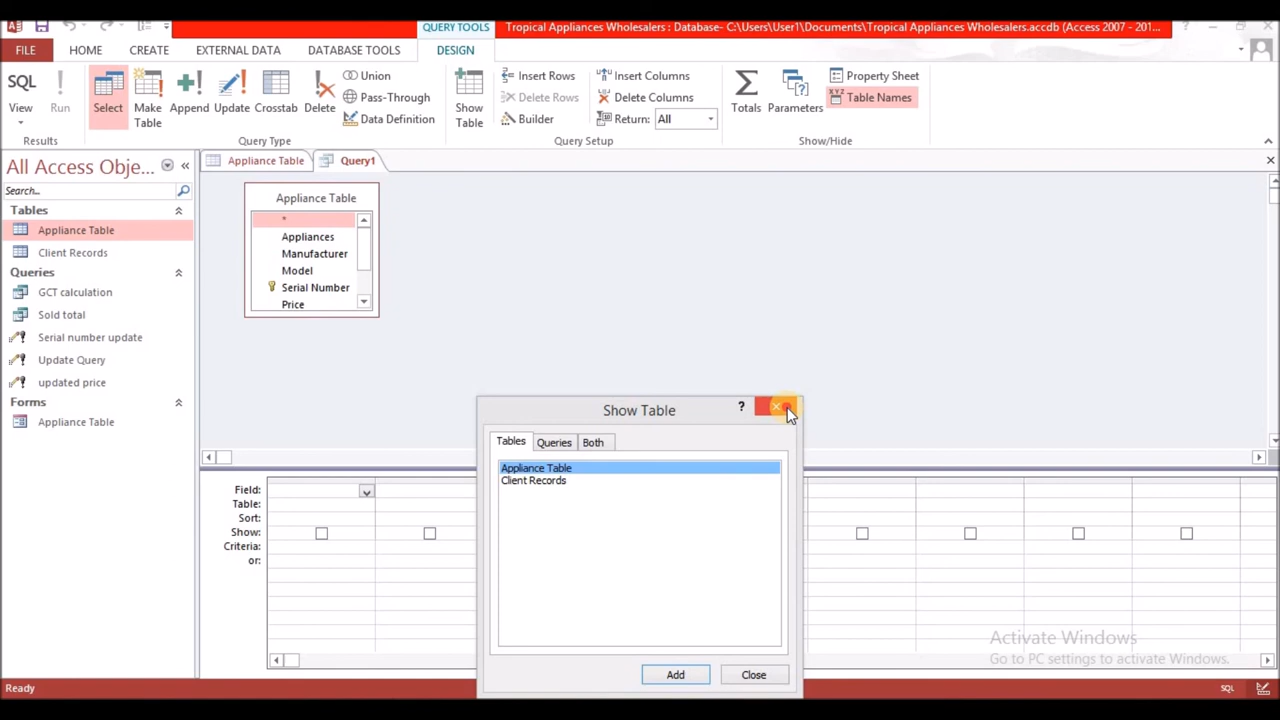 QUERY TOOLS
Tropical Appliances Wholesalers : Database- C:\Users\User1\Documents\Tropical Appliances Wholesalers.accdb (Access 2007 - 201...
FILE
HOME
CREATE
EXTERNAL DATA
DATABASE TOOLS
DESIGN
SQL
View
Run
Select
Make
Table
Append
Update
Crosstab
Delete
Union
Pass-Through
Data Definition
Show
Table
Insert Rows
Delete Rows
Builder
Insert Columns
Delete Columns
Return: All
Totals
Parameters
Property Sheet
XYZ Table Names
Results
Query Type
Query Setup
Show/Hide
All Access Obje...
Search...
Tables
Appliance Table
Client Records
Queries
GCT calculation
Sold total
Serial number update
Update Query
updated price
Forms
Appliance Table
Appliance Table
Query1
Appliance Table
*
Appliances
Manufacturer
Model
Serial Number
Price
Show Table
?
Tables
Queries
Both
Appliance Table
Client Records
Add
Close
Field:
Table:
Sort:
Show:
Criteria:
or:
Activate Windows
Go to PC settings to activate Windows.
Ready
SQL